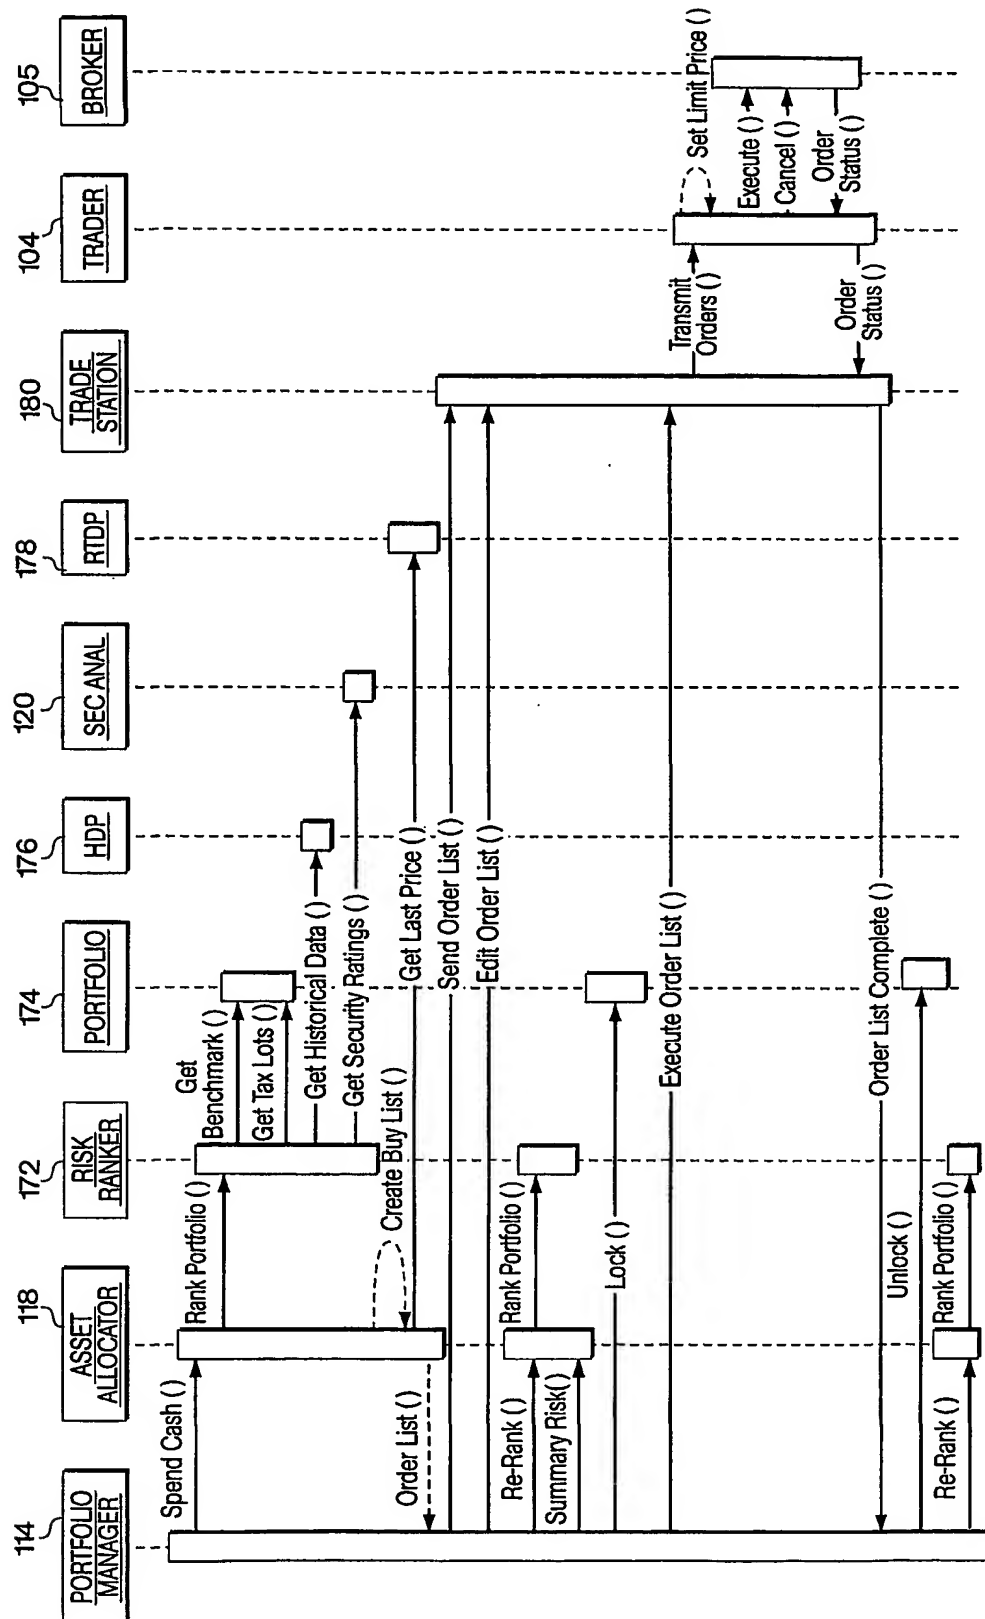 114
PORTFOLIO
MANAGER
118
ASSET
ALLOCATOR
172
RISK
RANKER
174
PORTFOLIO
176
HDP
120
SEC ANAL
178
RTDP
180
TRADE
STATION
104
TRADER
105
BROKER
Spend Cash ( )
Rank Portfolio ( )
Get
Benchmark ( )
Get Tax Lots ( )
Get Historical Data ( )
Get Security Ratings ( )
Create Buy List ( )
Get Last Price ( )
Order List ( )
Send Order List ( )
Edit Order List ( )
Re-Rank ( )
Rank Portfolio ( )
Summary Risk( )
Lock ( )
Execute Order List ( )
Transmit
Orders ( )
Set Limit Price ( )
Execute ( )
Cancel ( )
Order
Status ( )
Order
Status ( )
Order List Complete ( )
Unlock ( )
Re-Rank ( )
Rank Portfolio ( )